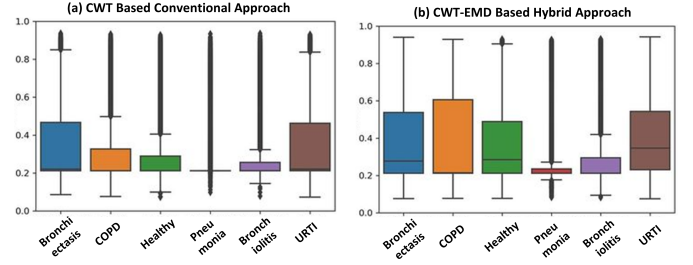 (a) CWT Based Conventional Approach
1.0
0.8
0.6
0.4
0.2
0.0
Bronchi
ectasis
COPD
Healthy
Pneu
monia
Bronch
iolitis
URTI
(b) CWT-EMD Based Hybrid Approach
1.0
0.8
0.6
0.4
0.2
0.0
Bronchi
ectasis
COPD
Healthy
Pneu
monia
Bronch
iolitis
URTI